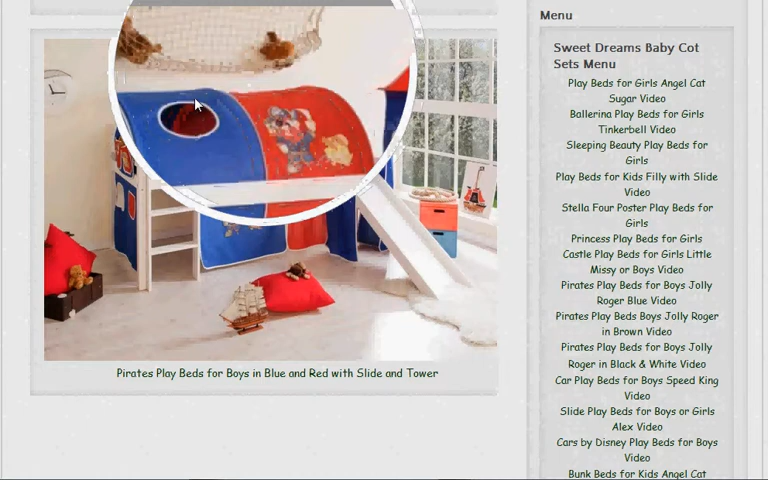 Menu
Sweet Dreams Baby Cot
Sets Menu
Play Beds for Girls Angel Cat
Sugar Video
Ballerina Play Beds for Girls
Tinkerbell Video
Sleeping Beauty Play Beds for
Girls
Play Beds for Kids Filly with Slide
Video
Stella Four Poster Play Beds for
Girls
Princess Play Beds for Girls
Castle Play Beds for Girls Little
Missy or Boys Video
Pirates Play Beds for Boys Jolly
Roger Blue Video
Pirates Play Beds Boys Jolly Roger
in Brown Video
Pirates Play Beds for Boys Jolly
Roger in Black & White Video
Car Play Beds for Boys Speed King
Video
Slide Play Beds for Boys or Girls
Alex Video
Cars by Disney Play Beds for Boys
Video
Bunk Beds for Kids Angel Cat
Pirates Play Beds for Boys in Blue and Red with Slide and Tower